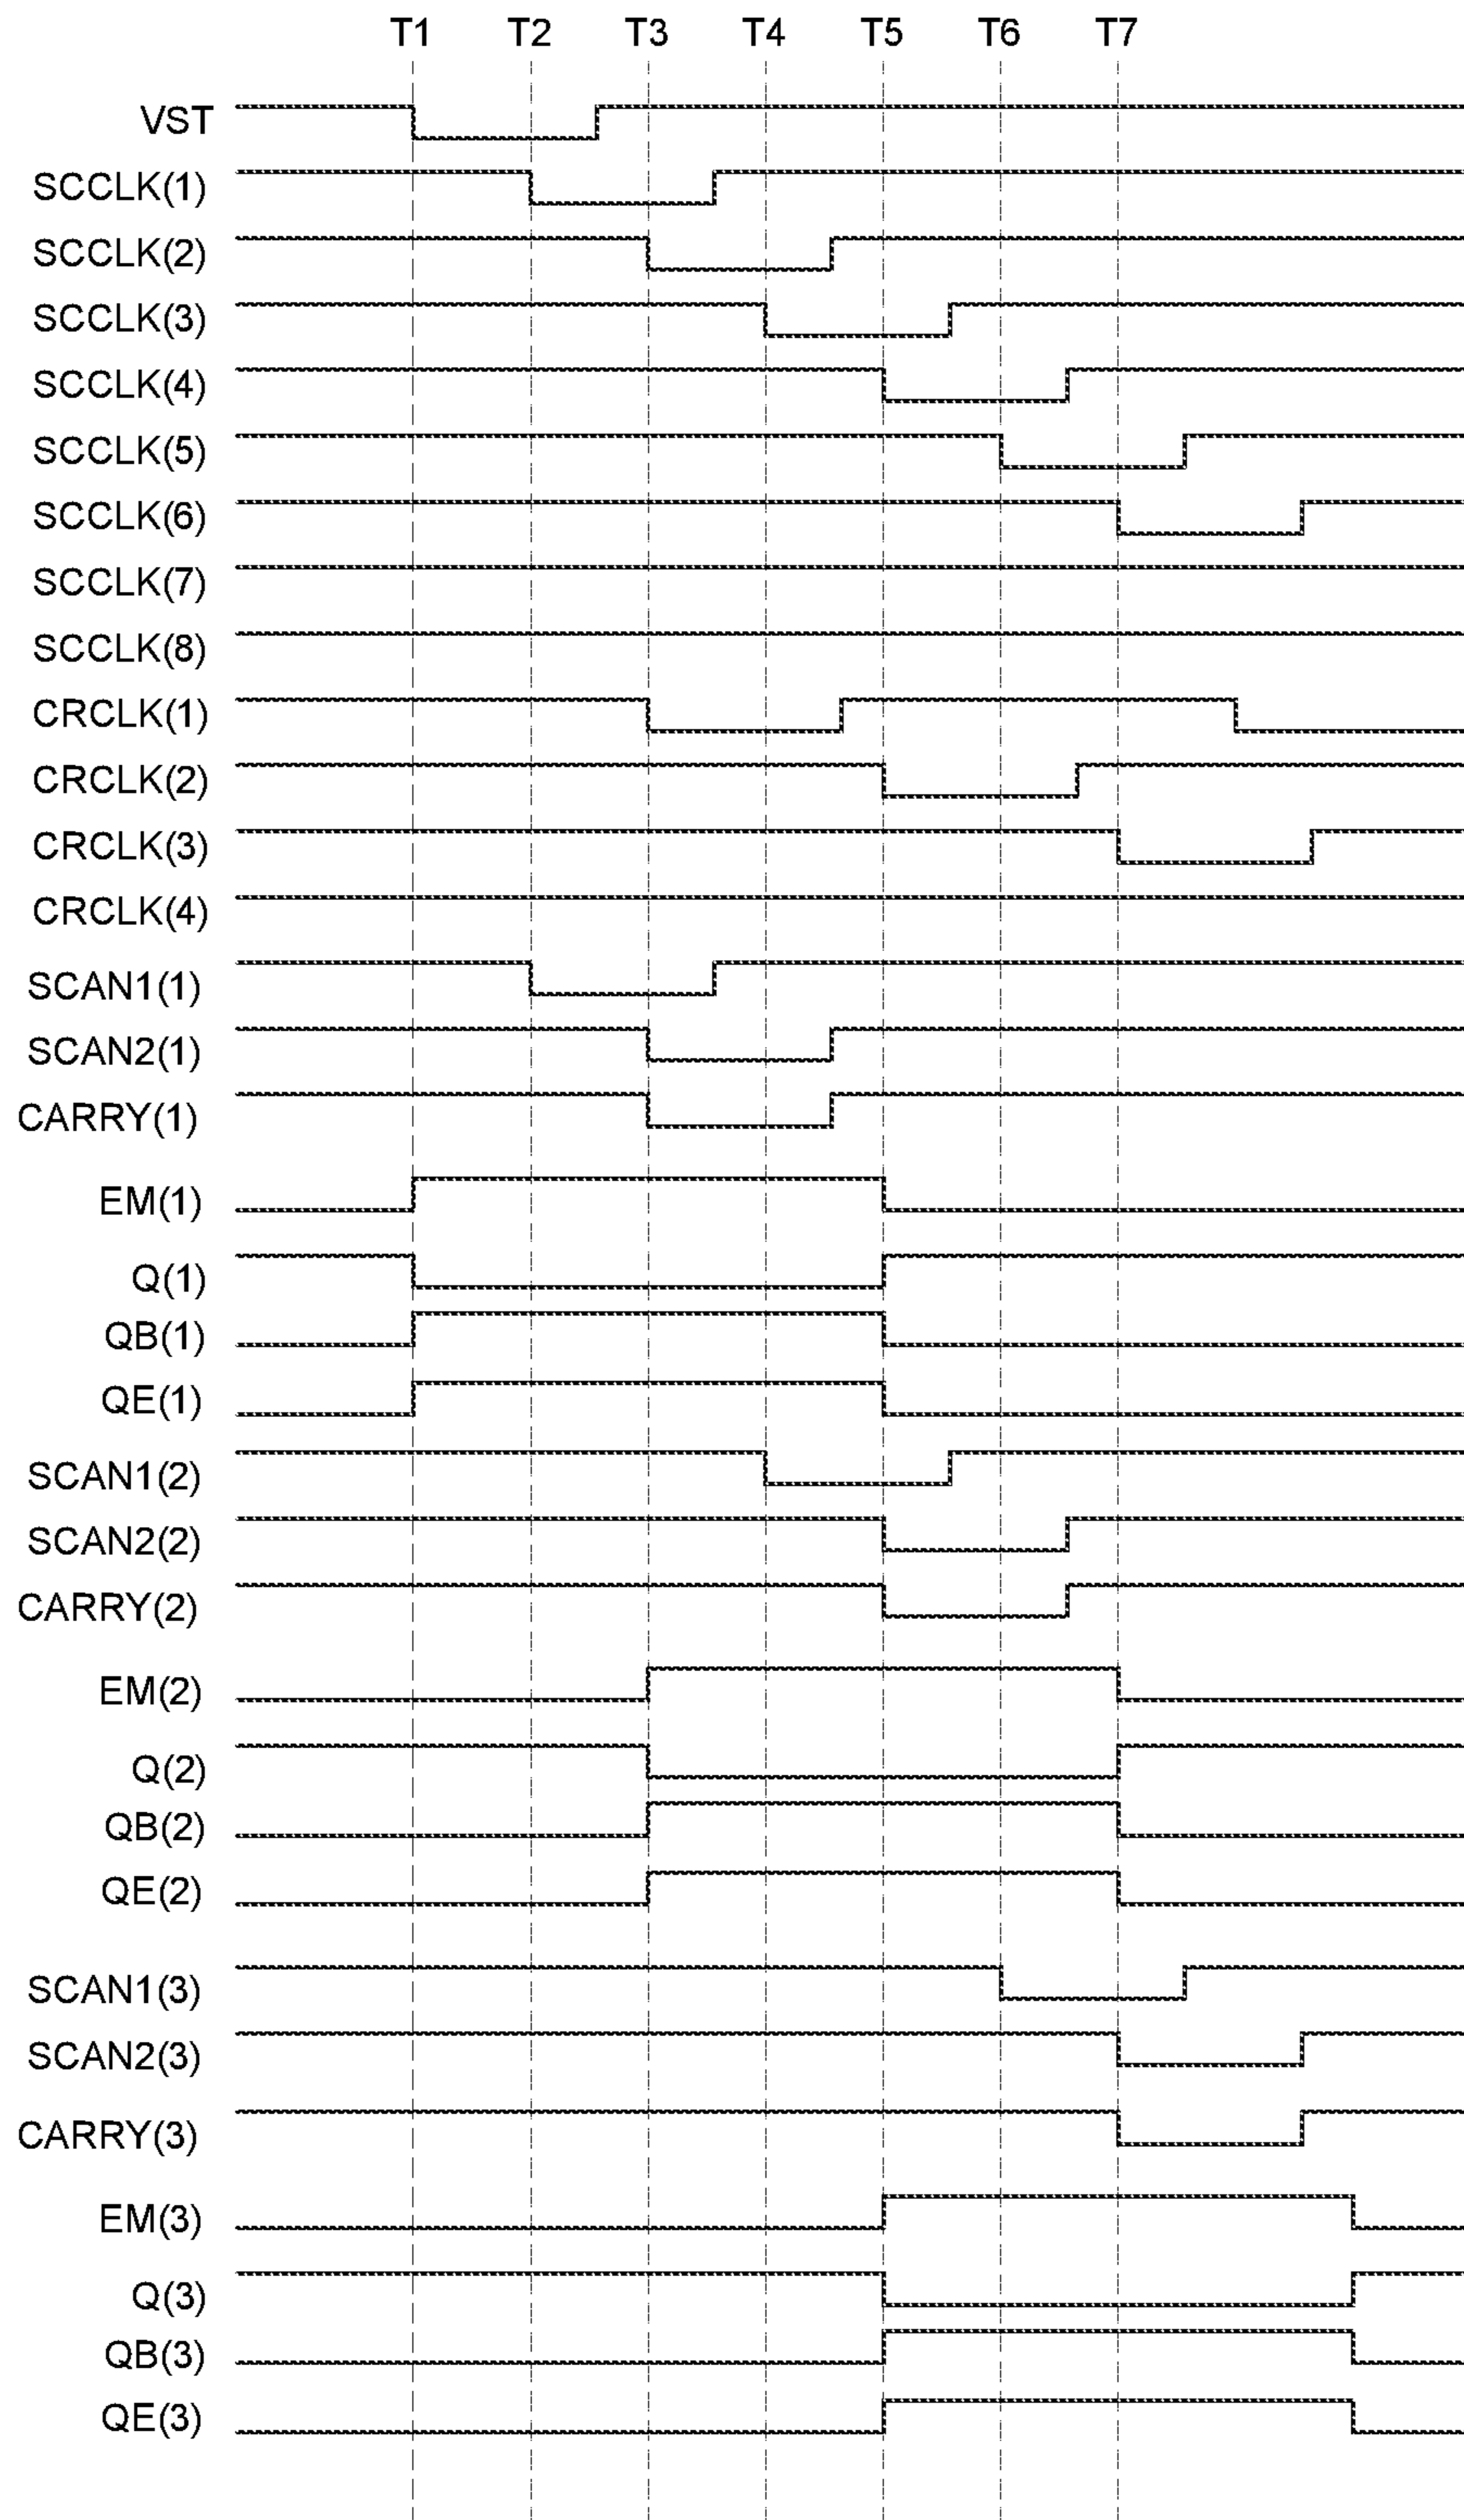 T1 T2 T3 T4 T5 T6 T7
VST
SCCLK(1)
SCCLK(2)
SCCLK(3)
SCCLK(4)
SCCLK(5)
SCCLK(6)
SCCLK(7)
SCCLK(8)
CRCLK(1)
CRCLK(2)
CRCLK(3)
CRCLK(4)
SCAN1(1)
SCAN2(1)
CARRY(1)
EM(1)
Q(1)
QB(1)
QE(1)
SCAN1(2)
SCAN2(2)
CARRY(2)
EM(2)
Q(2)
QB(2)
QE(2)
SCAN1(3)
SCAN2(3)
CARRY(3)
EM(3)
Q(3)
QB(3)
QE(3)